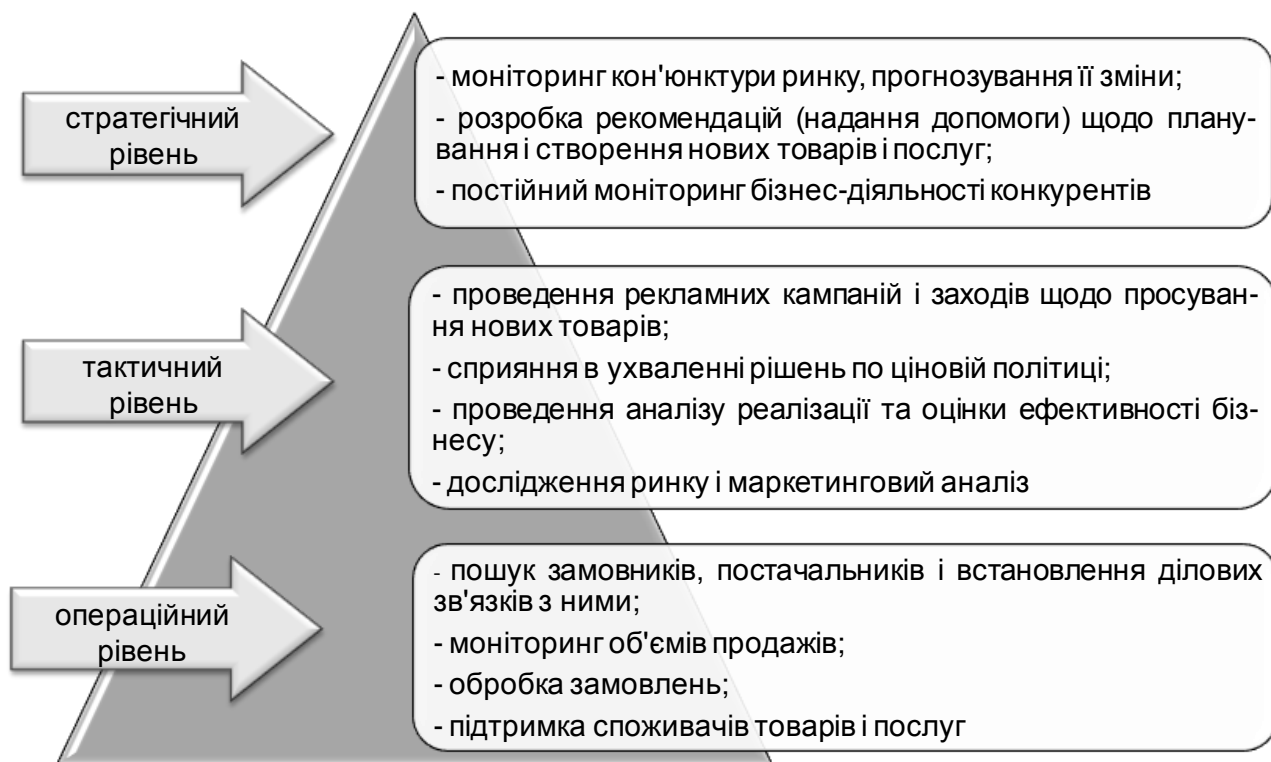 стратегічний
рівень
- моніторинг кон'юнктури ринку, прогнозування її зміни;
- розробка рекомендацій (надання допомоги) щодо плану-
вання і створення нових товарів і послуг;
- постійний моніторинг бізнес-діяльності конкурентів
тактичний
рівень
- проведення рекламних кампаній і заходів щодо просуван-
ня нових товарів;
- сприяння в ухваленні рішень по ціновій політиці;
- проведення аналізу реалізації та оцінки ефективності біз-
несу;
- дослідження ринку і маркетинговий аналіз
операційний
рівень
- пошук замовників, постачальників і встановлення ділових
зв'язків з ними;
- моніторинг об'ємів продажів;
- обробка замовлень;
- підтримка споживачів товарів і послуг